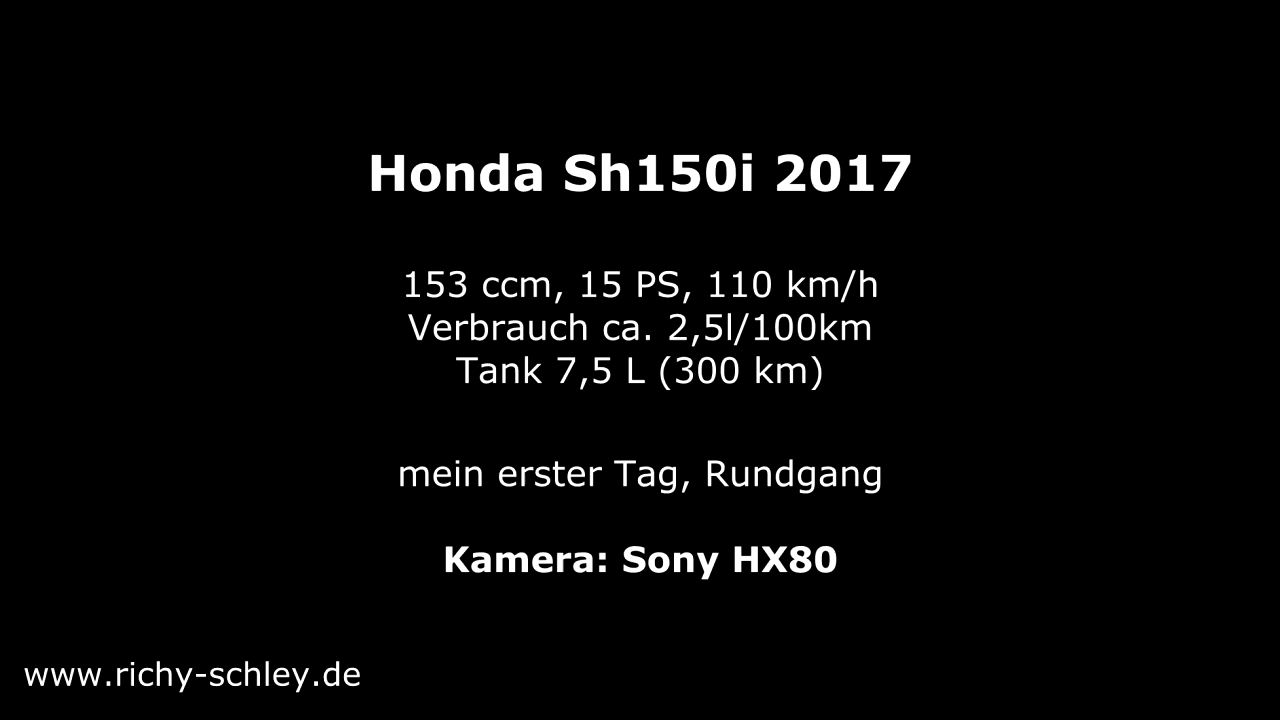 Honda Sh150i 2017
153 ccm, 15 PS, 110 km/h
Verbrauch ca. 2,5l/100km
Tank 7,5 L (300 km)
mein erster Tag, Rundgang
Kamera: Sony HX80
www.richy-schley.de